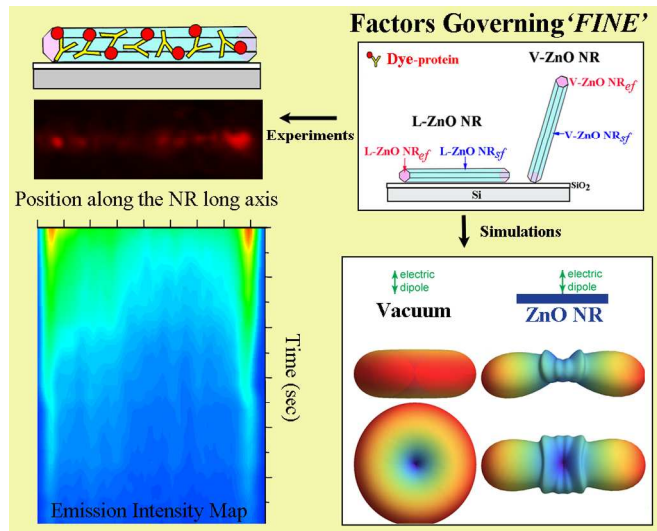 Factors Governing 'FINE'
Dye-protein
V-ZnO NR
V-ZnO NRef
L-ZnO NR
V-ZnO NRsf
L-ZnO NRef
L-ZnO NRsf
SiO2
Si
Experiments
Position along the NR long axis
Time (sec)
Emission Intensity Map
Simulations
electric
dipole
Vacuum
electric
dipole
ZnO NR